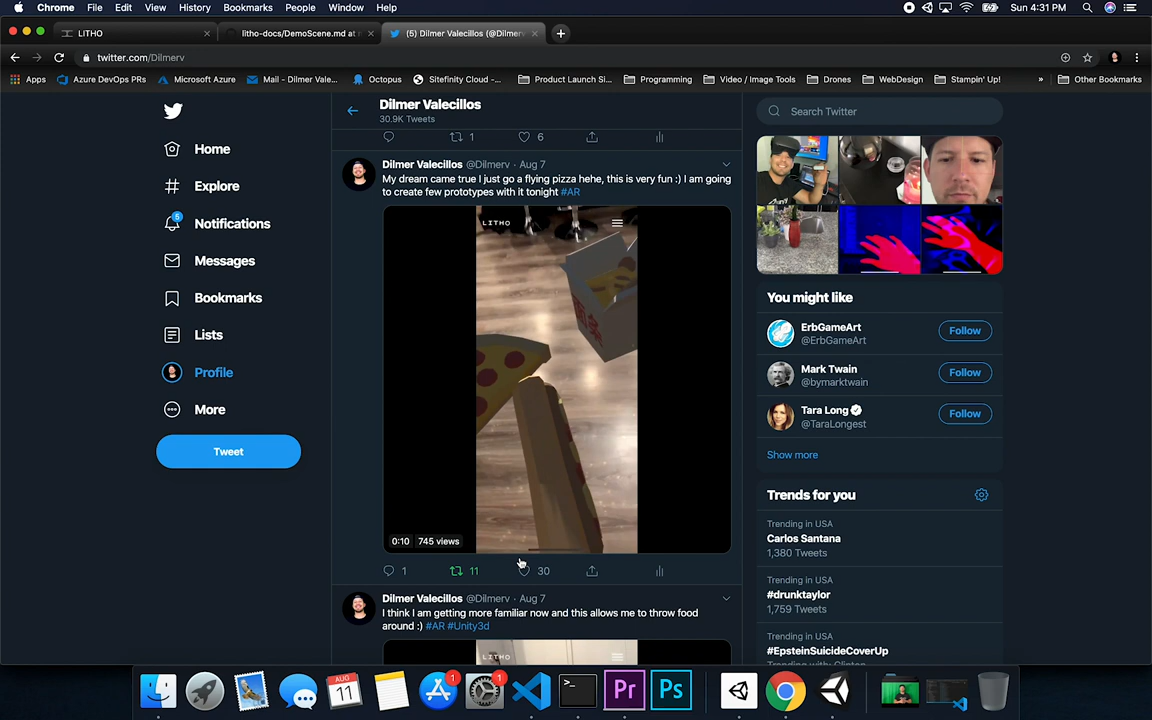 Chrome File Edit View History Bookmarks People Window Help Sun 4:31 PM
LITHO litho-docs/DemoScene.md at (5) Dilmer Valecillos (@Dilmerv
twitter.com/Dilmerv
Apps Azure DevOps PRs Microsoft Azure Mail - Dilmer Vale... Octopus Sitefinity Cloud -... Product Launch Si... Programming Video / Image Tools Drones WebDesign Stampin' Up! » Other Bookmarks
Home
Explore
5
Notifications
Messages
Bookmarks
Lists
Profile
More
Tweet
Dilmer Valecillos
30.9K Tweets
1 6
Dilmer Valecillos @Dilmerv · Aug 7
My dream came true I just go a flying pizza hehe, this is very fun :) I am going
to create few prototypes with it tonight #AR
LITHO
0:10 745 views
1 11 30
Dilmer Valecillos @Dilmerv · Aug 7
I think I am getting more familiar now and this allows me to throw food
around :) #AR #Unity3d
LITHO
Search Twitter
You might like
ErbGameArt
@ErbGameArt
Follow
Mark Twain
@bymarktwain
Follow
Tara Long
@TaraLongest
Follow
Show more
Trends for you
Trending in USA
Carlos Santana
1,380 Tweets
Trending in USA
#drunktaylor
1,759 Tweets
Trending in USA
#EpsteinSuicideCoverUp
AUG
11
1
1
>_
Pr
Ps